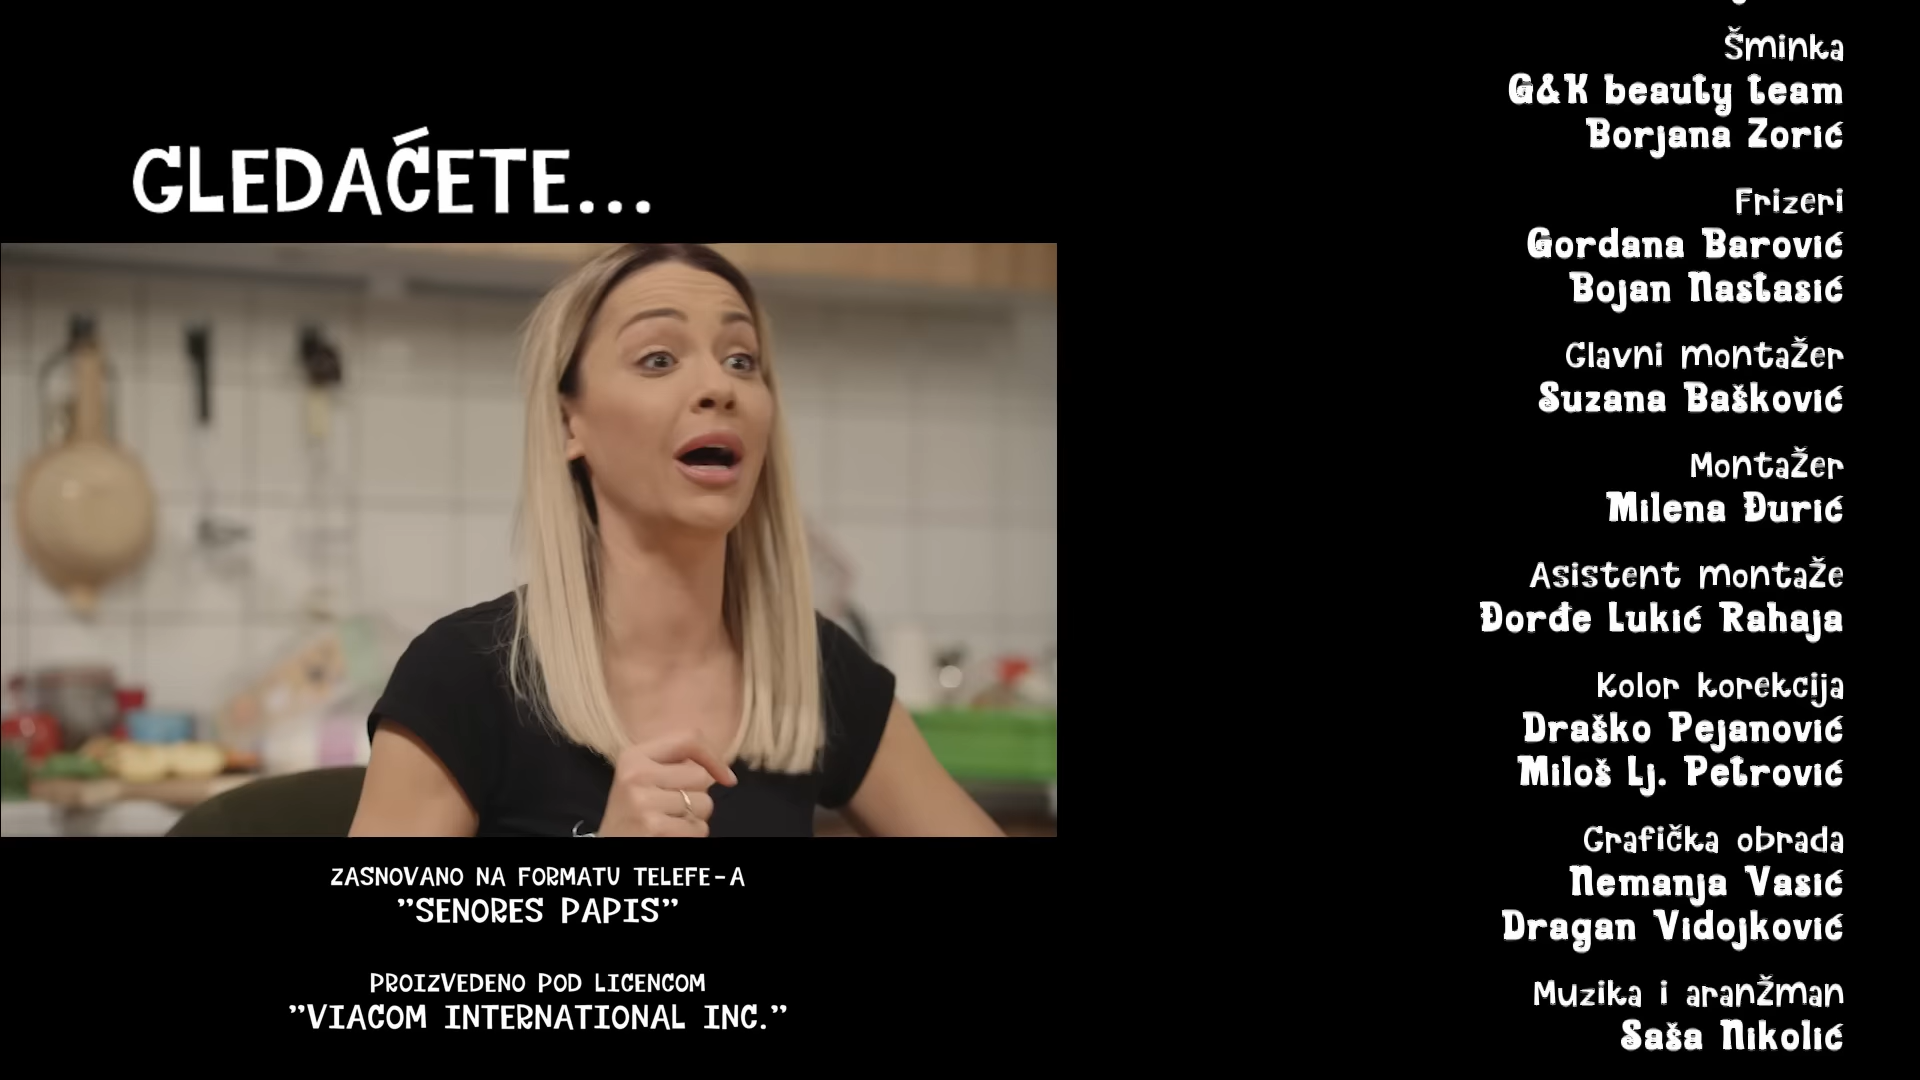 GLEDAĆETE...
ZASNOVANO NA FORMATU TELEFE-A
"SENORES PAPIS"
PROIZVEDENO POD LICENCOM
"VIACOM INTERNATIONAL INC."
Šminka
G&K beauty team
Borjana Zorić
Frizeri
Gordana Barović
Bojan Nastasić
Glavni montažer
Suzana Bašković
Montažer
Milena Đurić
Asistent montaže
Đorđe Lukić Rahaja
Kolor korekcija
Draško Pejanović
Miloš Lj. Petrović
Grafička obrada
Nemanja Vasić
Dragan Vidojković
Muzika i aranžman
Saša Nikolić